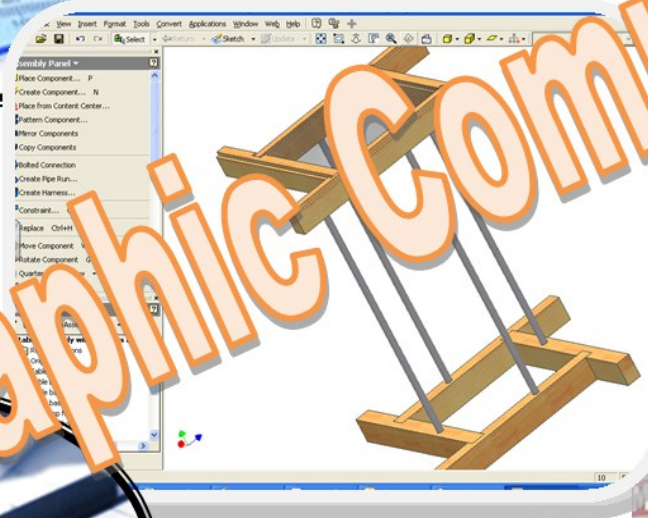 View Insert Format Tools Convert Applications Window Web Help
Select
Return
Sketch
Update
sembly Panel
Place Component... P
Create Component... N
Place from Content Center...
Pattern Component...
Mirror Components
Copy Components
Bolted Connection
Create Pipe Run...
Create Harness...
Constraint...
Replace Ctrl+H
Move Component
Rotate Component G
Quarter
aphic Com
10